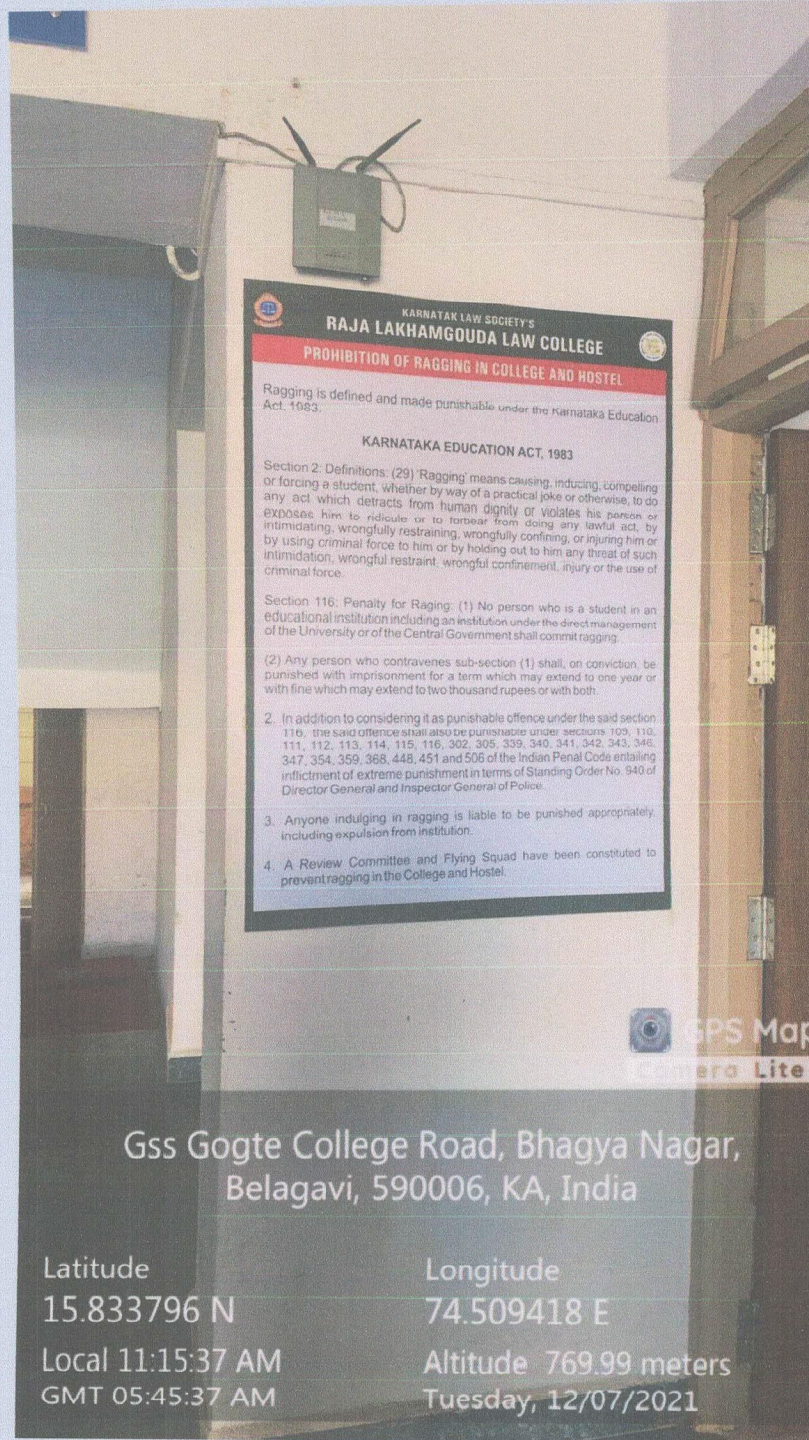 KARNATAK LAW SOCIETY'S
RAJA LAKHAMGOUDA LAW COLLEGE
PROHIBITION OF RAGGING IN COLLEGE AND HOSTEL
Ragging is defined and made punishable under the Karnataka Education
Act, 1983.
KARNATAKA EDUCATION ACT, 1983
Section 2: Definitions: (29) 'Ragging' means causing, inducing, compelling
or forcing a student, whether by way of a practical joke or otherwise, to do
any act which detracts from human dignity or violates his person or
exposes him to ridicule or to forbear from doing any lawful act, by
intimidating, wrongfully restraining, wrongfully confining, or injuring him or
by using criminal force to him or by holding out to him any threat of such
intimidation, wrongful restraint, wrongful confinement, injury or the use of
criminal force.
Section 116: Penalty for Raging: (1) No person who is a student in an
educational institution including an institution under the direct management
of the University or of the Central Government shall commit ragging.
(2) Any person who contravenes sub-section (1) shall, on conviction, be
punished with imprisonment for a term which may extend to one year or
with fine which may extend to two thousand rupees or with both.
2. In addition to considering it as punishable offence under the said section
116, the said offence shall also be punishable under sections 109, 110,
111, 112, 113, 114, 115, 116, 302, 305, 339, 340, 341, 342, 343, 346,
347, 354, 359, 368, 448, 451 and 506 of the Indian Penal Code entailing
inflictment of extreme punishment in terms of Standing Order No. 940 of
Director General and Inspector General of Police.
3. Anyone indulging in ragging is liable to be punished appropriately,
including expulsion from institution.
4. A Review Committee and Flying Squad have been constituted to
prevent ragging in the College and Hostel.
GPS Map
Camera Lite
Gss Gogte College Road, Bhagya Nagar,
Belagavi, 590006, KA, India
Latitude
15.833796 N
Longitude
74.509418 E
Local 11:15:37 AM
GMT 05:45:37 AM
Altitude 769.99 meters
Tuesday, 12/07/2021